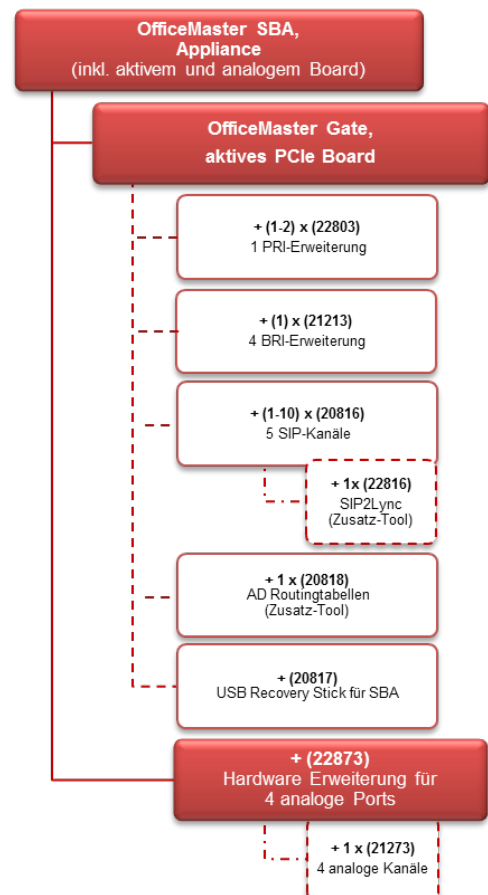 OfficeMaster SBA,
Appliance
(inkl. aktivem und analogem Board)
OfficeMaster Gate,
aktives PCIe Board
+ (1-2) x (22803)
1 PRI-Erweiterung
+ (1) x (21213)
4 BRI-Erweiterung
+ (1-10) x (20816)
5 SIP-Kanäle
+ 1x (22816)
SIP2Lync
(Zusatz-Tool)
+ 1 x (20818)
AD Routingtabellen
(Zusatz-Tool)
+ (20817)
USB Recovery Stick für SBA
+ (22873)
Hardware Erweiterung für
4 analoge Ports
+ 1 x (21273)
4 analoge Kanäle